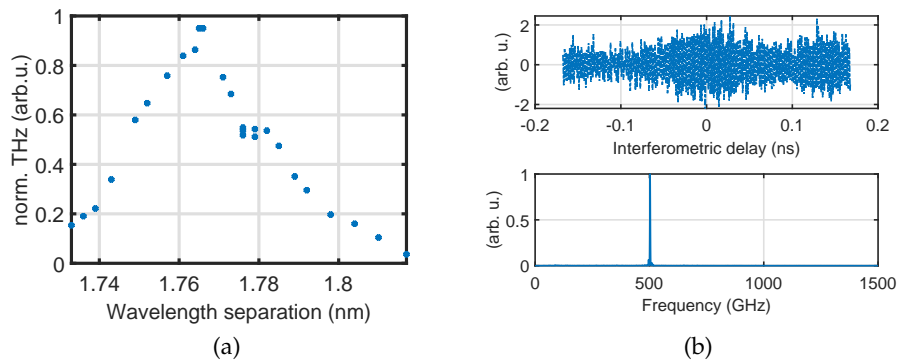 1
0.8
0.6
0.4
0.2
0
norm. THz (arb.u.)
1.74 1.76 1.78 1.8
Wavelength separation (nm)
(a)
2
0
-2
(arb. u.)
-0.2 -0.1 0 0.1 0.2
Interferometric delay (ns)
1
0.5
0
(arb. u.)
0 500 1000 1500
Frequency (GHz)
(b)